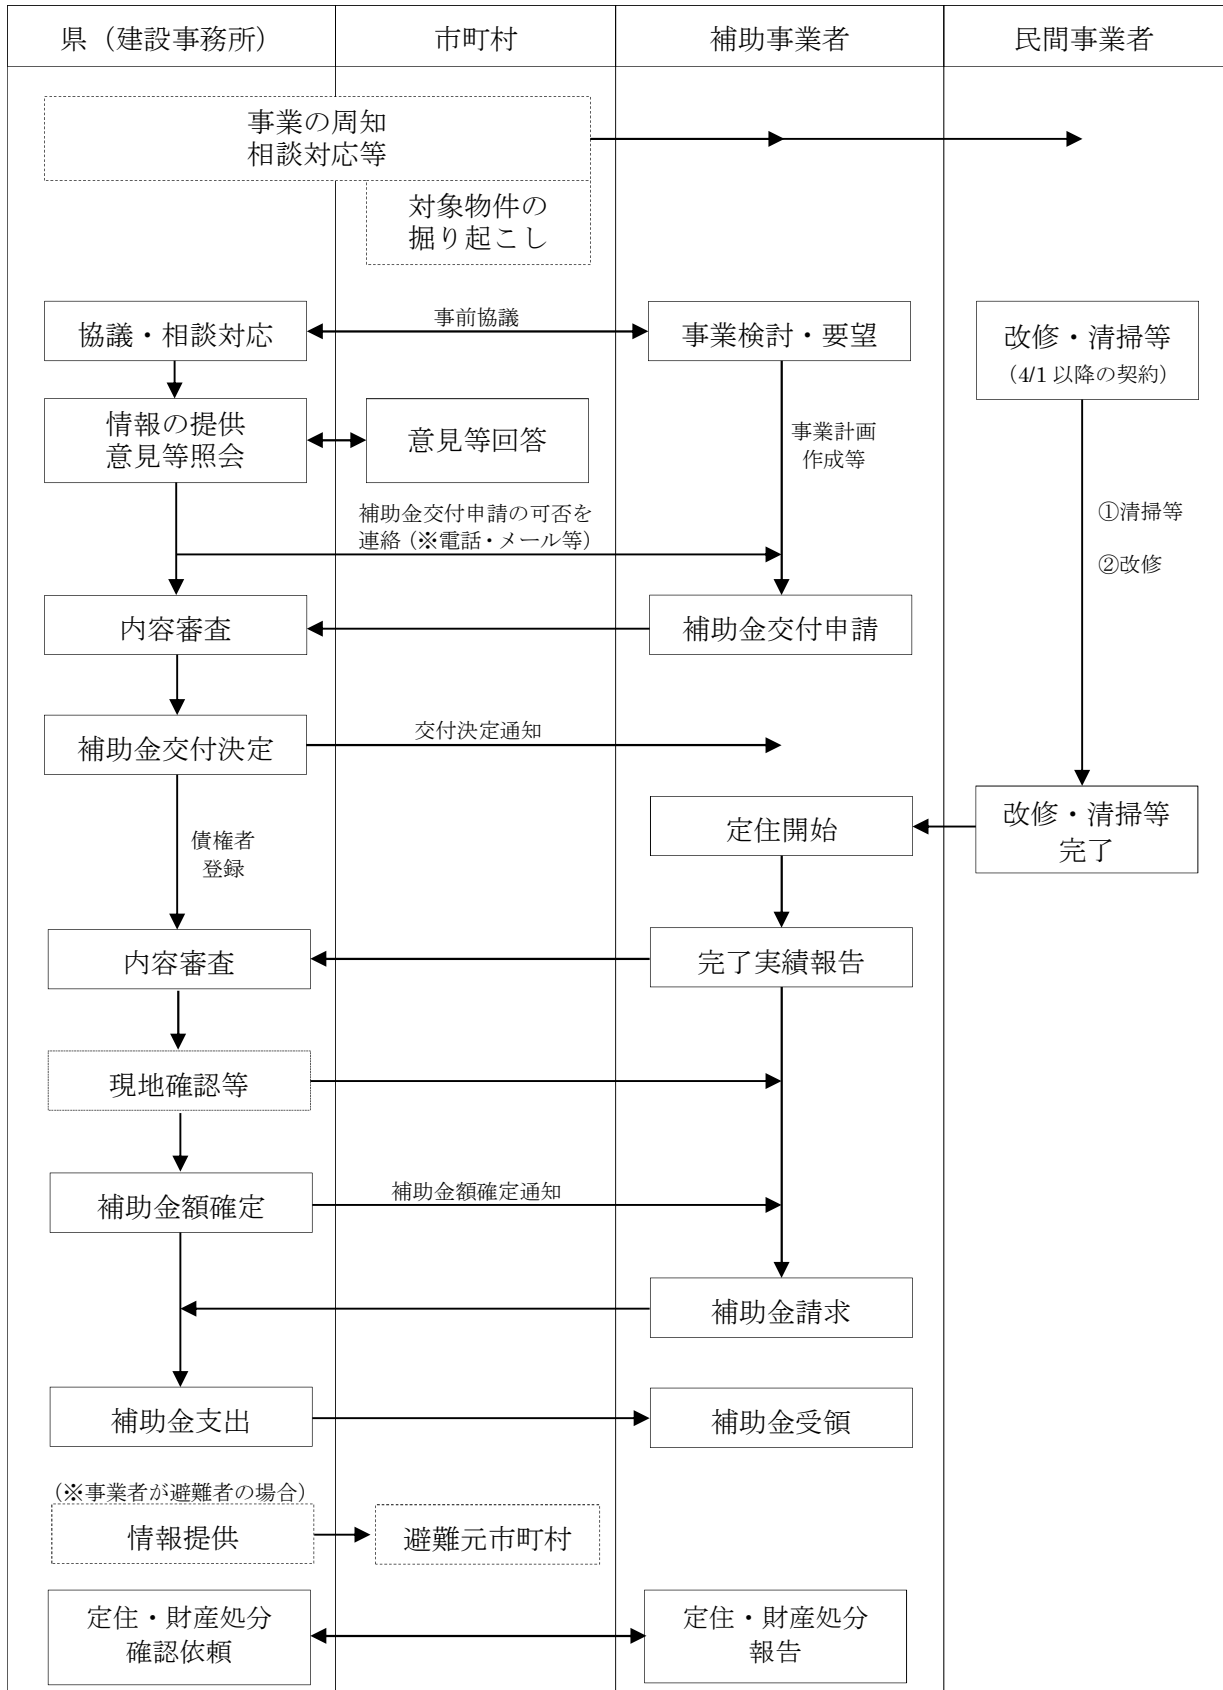 県（建設事務所）
市町村
補助事業者
民間事業者
事業の周知
相談対応等
対象物件の
掘り起こし
協議・相談対応
事前協議
事業検討・要望
改修・清掃等
（4/1 以降の契約）
情報の提供
意見等照会
意見等回答
事業計画
作成等
補助金交付申請の可否を
連絡（※電話・メール等）
①清掃等
②改修
内容審査
補助金交付申請
補助金交付決定
交付決定通知
定住開始
改修・清掃等
完了
債権者
登録
内容審査
完了実績報告
現地確認等
補助金額確定
補助金額確定通知
補助金請求
補助金支出
補助金受領
（※事業者が避難者の場合）
情報提供
避難元市町村
定住・財産処分
確認依頼
定住・財産処分
報告